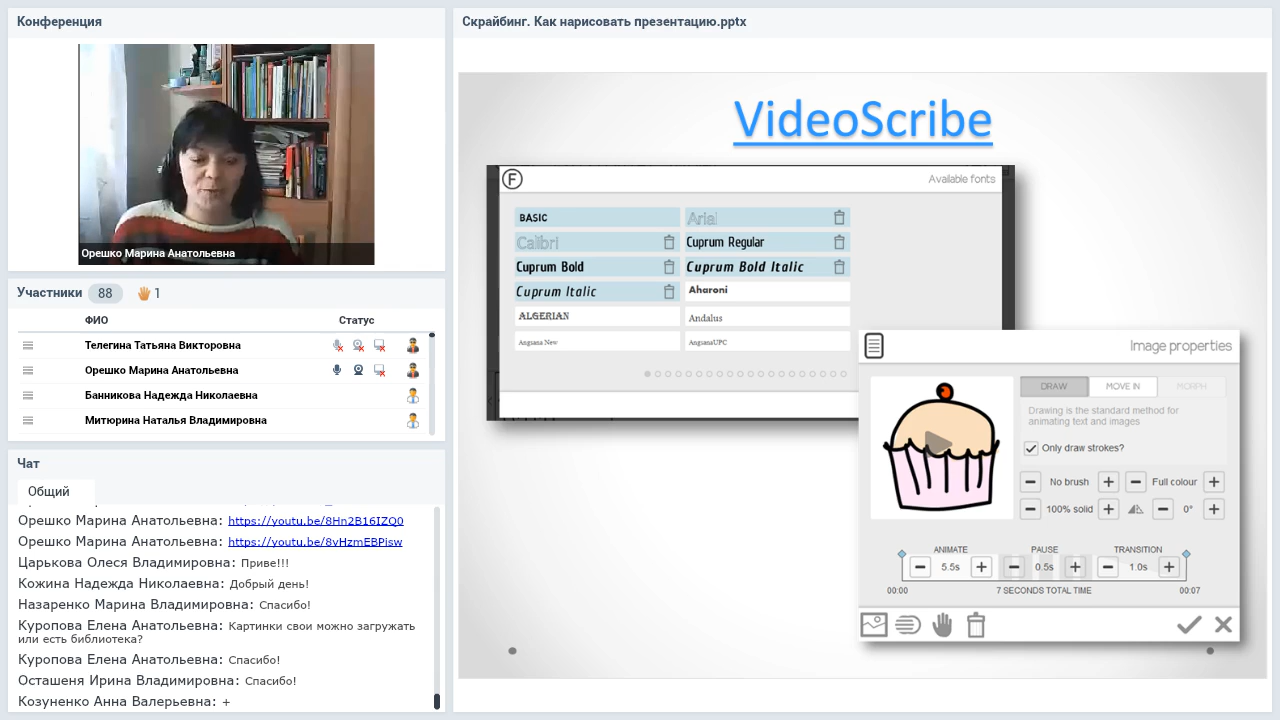 Конференция
Орешко Марина Анатольевна
Участники 88 1
ФИО Статус
Телегина Татьяна Викторовна
Орешко Марина Анатольевна
Банникова Надежда Николаевна
Митюрина Наталья Владимировна
Чат
Общий
Орешко Марина Анатольевна: https://youtu.be/8Hn2B16IZQ0
Орешко Марина Анатольевна: https://youtu.be/8vHzmEBPisw
Царькова Олеся Владимировна: Приве!!!
Кожина Надежда Николаевна: Добрый день!
Назаренко Марина Владимировна: Спасибо!
Куропова Елена Анатольевна: Картинки свои можно загружать
или есть библиотека?
Куропова Елена Анатольевна: Спасибо!
Осташеня Ирина Владимировна: Спасибо!
Козуненко Анна Валерьевна: +
Скрайбинг. Как нарисовать презентацию.pptx
VideoScribe
F Available fonts
BASIC Arial
Calibri Cuprum Regular
Cuprum Bold Cuprum Bold Italic
Cuprum Italic Aharoni
ALGERIAN Andalus
Angsana New AngsanaUPC
Image properties
DRAW MOVE IN MORPH
Drawing is the standard method for
animating text and images
Only draw strokes?
No brush Full colour
100% solid 0°
ANIMATE PAUSE TRANSITION
5.5s 0.5s 1.0s
00:00 7 SECONDS TOTAL TIME 00:07